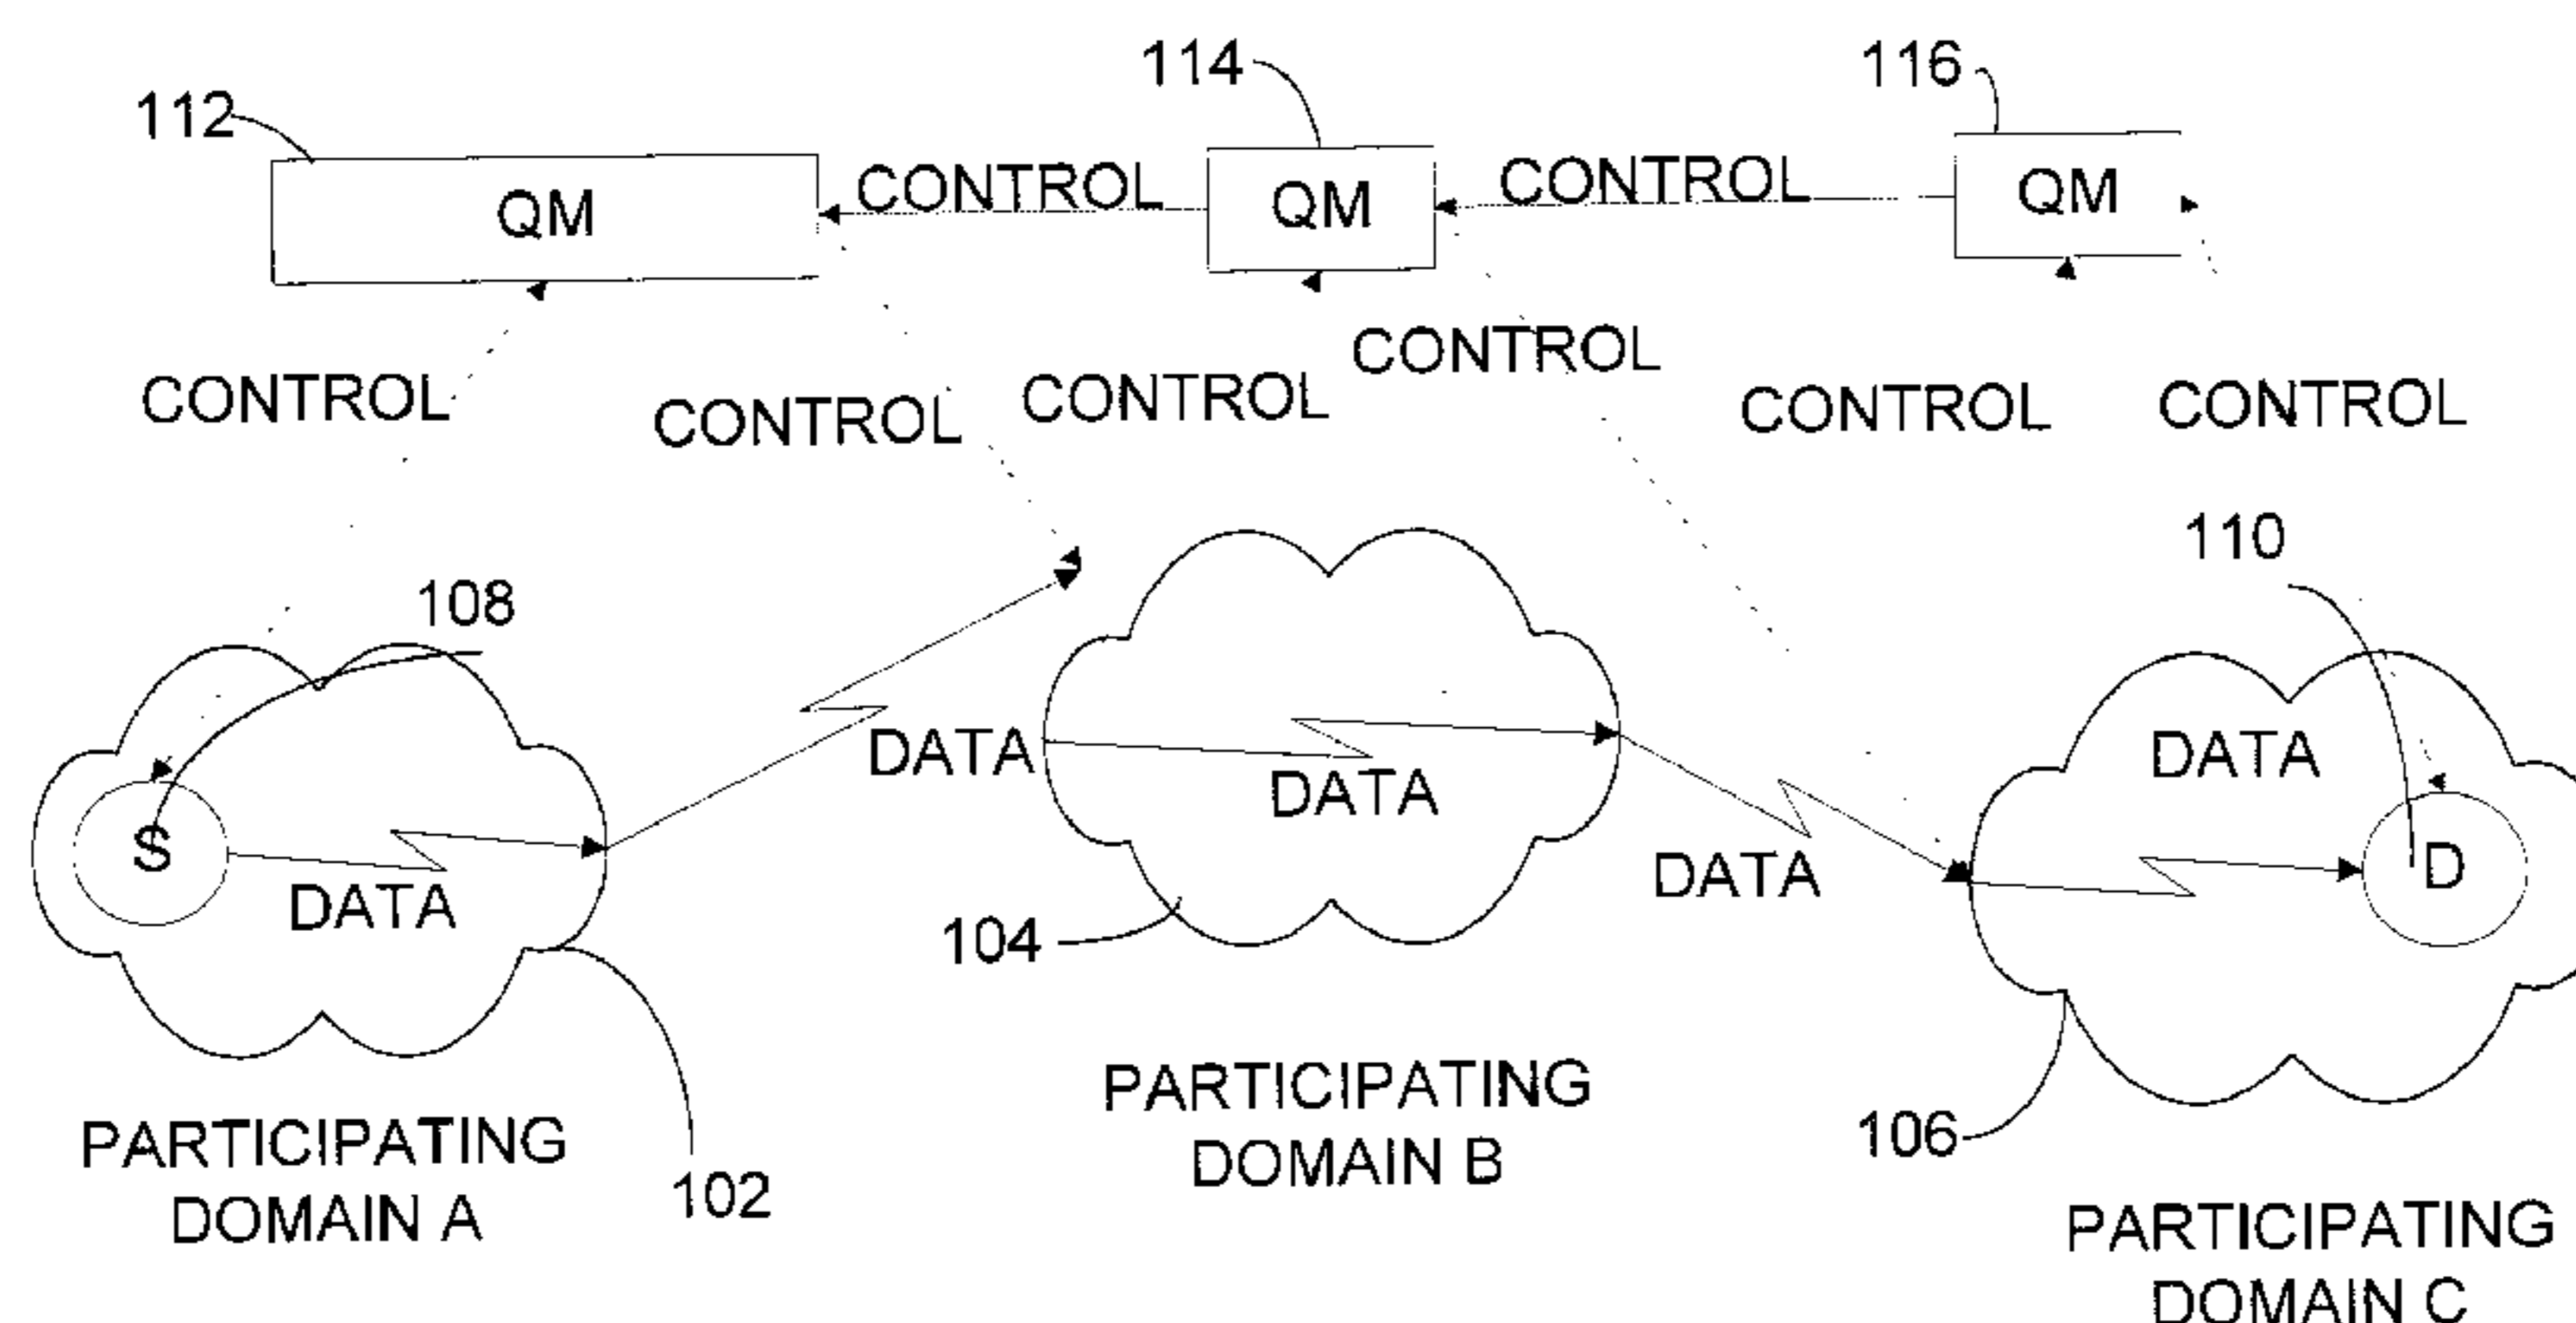 114
116
112
CONTROL
CONTROL
QM
QM
QM
CONTROL
CONTROL
CONTROL
CONTROL
CONTROL
CONTROL
110
108
DATA
DATA
DATA
S
DATA
DATA
D
104
PARTICIPATING
DOMAIN A
102
PARTICIPATING
DOMAIN B
106
PARTICIPATING
DOMAIN C